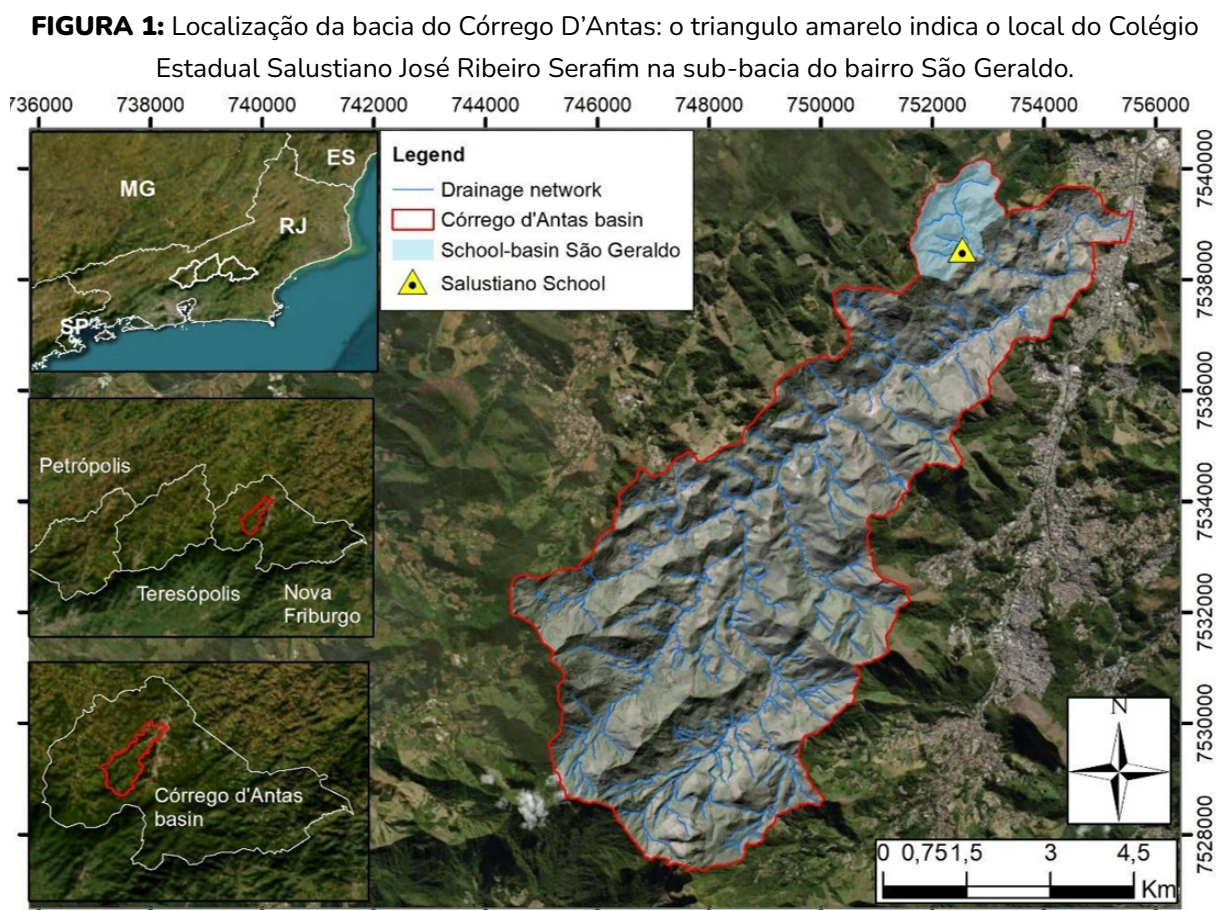 FIGURA 1: Localização da bacia do Córrego D’Antas: o triangulo amarelo indica o local do Colégio
Estadual Salustiano José Ribeiro Serafim na sub-bacia do bairro São Geraldo.
736000 738000 740000 742000 744000 746000 748000 750000 752000 754000 756000
MG
ES
RJ
SP
Legend
Drainage network
Córrego d'Antas basin
School-basin São Geraldo
Salustiano School
Petrópolis
Teresópolis
Nova
Friburgo
Córrego d'Antas
basin
7540000
7538000
7536000
7534000
7532000
7530000
7528000
N
0 0,75 1,5 3 4,5
Km